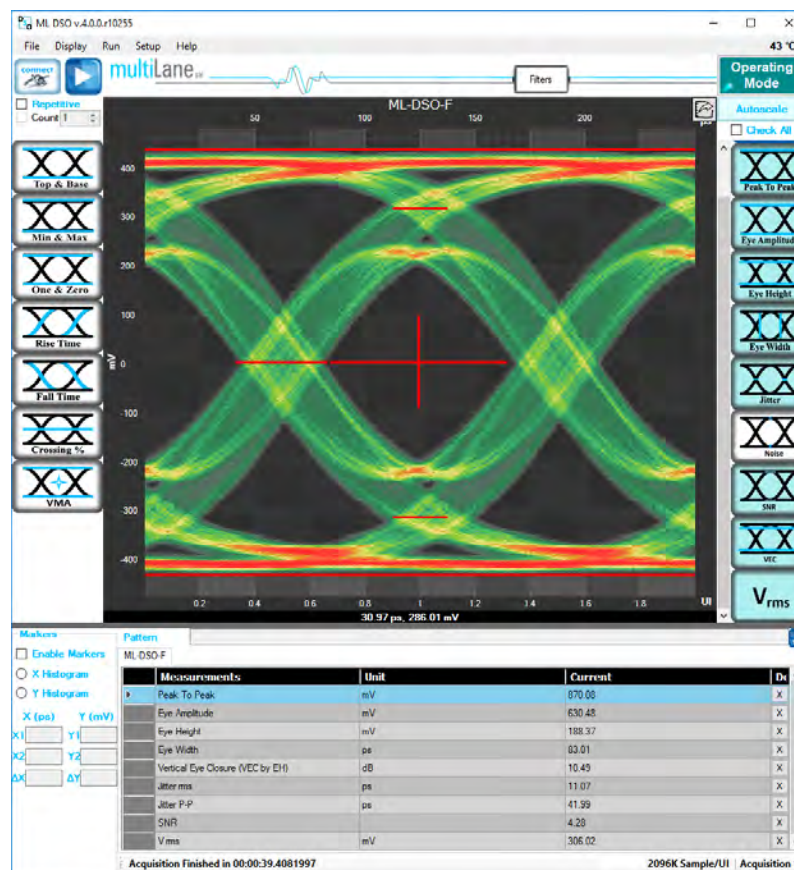 ML DSO v.4.0.0.r10255
File Display Run Setup Help 43 °C
connect multiLane Filters Operating Mode
Repetitive
Count 1
ML-DSO-F
Autoscale
Check All
50 100 150 200
400
300
200
100
0
-100
-200
-300
-400
mV
0.2 0.4 0.6 0.8 1 1.2 1.4 1.6 1.8 UI
30.97 ps, 286.01 mV
Top & Base
Min & Max
One & Zero
Rise Time
Fall Time
Crossing %
VMA
Peak To Peak
Eye Amplitud
Eye Height
Eye Width
Jitter
Noise
SNR
VEC
Vrms
Markers
Enable Markers
X Histogram
Y Histogram
X (ps) Y (mV)
X1 Y1
X2 Y2
ΔX ΔY
Pattern
ML-DSO-F
Measurements Unit Current De
Peak To Peak mV 870.08 X
Eye Amplitude mV 630.48 X
Eye Height mV 188.37 X
Eye Width ps 83.01 X
Vertical Eye Closure (VEC by EH) dB 10.49 X
Jitter rms ps 11.07 X
Jitter P-P ps 41.99 X
SNR 4.28 X
V rms mV 306.02 X
Acquisition Finished in 00:00:39.4081997 2096K Sample/UI Acquisition